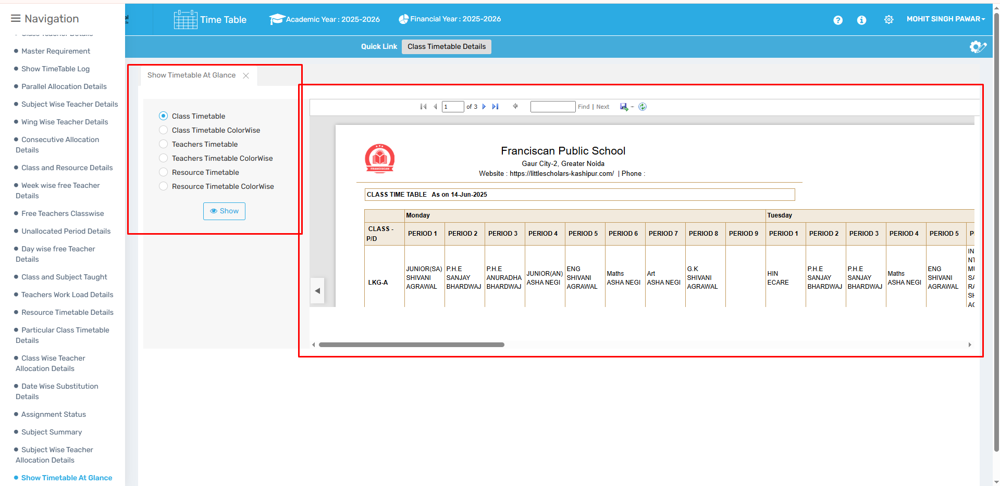 Navigation
Master Requirement
Show TimeTable Log
Parallel Allocation Details
Subject Wise Teacher Details
Wing Wise Teacher Details
Consecutive Allocation
Details
Class and Resource Details
Week wise free Teacher
Details
Free Teachers Classwise
Unallocated Period Details
Day wise free Teacher
Details
Class and Subject Taught
Teachers Work Load Details
Resource Timetable Details
Particular Class Timetable
Details
Class Wise Teacher
Allocation Details
Date Wise Substitution
Details
Assignment Status
Subject Summary
Subject Wise Teacher
Allocation Details
Show Timetable At Glance
Time Table
Academic Year : 2025-2026
Financial Year : 2025-2026
MOHIT SINGH PAWAR
Quick Link
Class Timetable Details
Show Timetable At Glance
Class Timetable
Class Timetable ColorWise
Teachers Timetable
Teachers Timetable ColorWise
Resource Timetable
Resource Timetable ColorWise
Show
1 of 3
Find | Next
FRANCISCAN
Franciscan Public School
Gaur City-2, Greater Noida
Website : https://littlescholars-kashipur.com/ | Phone :
CLASS TIME TABLE As on 14-Jun-2025
Monday Tuesday
CLASS - P/D PERIOD 1 PERIOD 2 PERIOD 3 PERIOD 4 PERIOD 5 PERIOD 6 PERIOD 7 PERIOD 8 PERIOD 9 PERIOD 1 PERIOD 2 PERIOD 3 PERIOD 4 PERIOD 5
LKG-A
JUNIOR(SA)
SHIVANI
AGRAWAL
P.H.E
SANJAY
BHARDWAJ
P.H.E
ANURADHA
BHARDWAJ
JUNIOR(AN)
ASHA NEGI
ENG
SHIVANI
AGRAWAL
Maths
ASHA NEGI
Art
ASHA NEGI
G.K
SHIVANI
AGRAWAL
HIN
ECARE
P.H.E
SANJAY
BHARDWAJ
P.H.E
SANJAY
BHARDWAJ
Maths
ASHA NEGI
ENG
SHIVANI
AGRAWAL